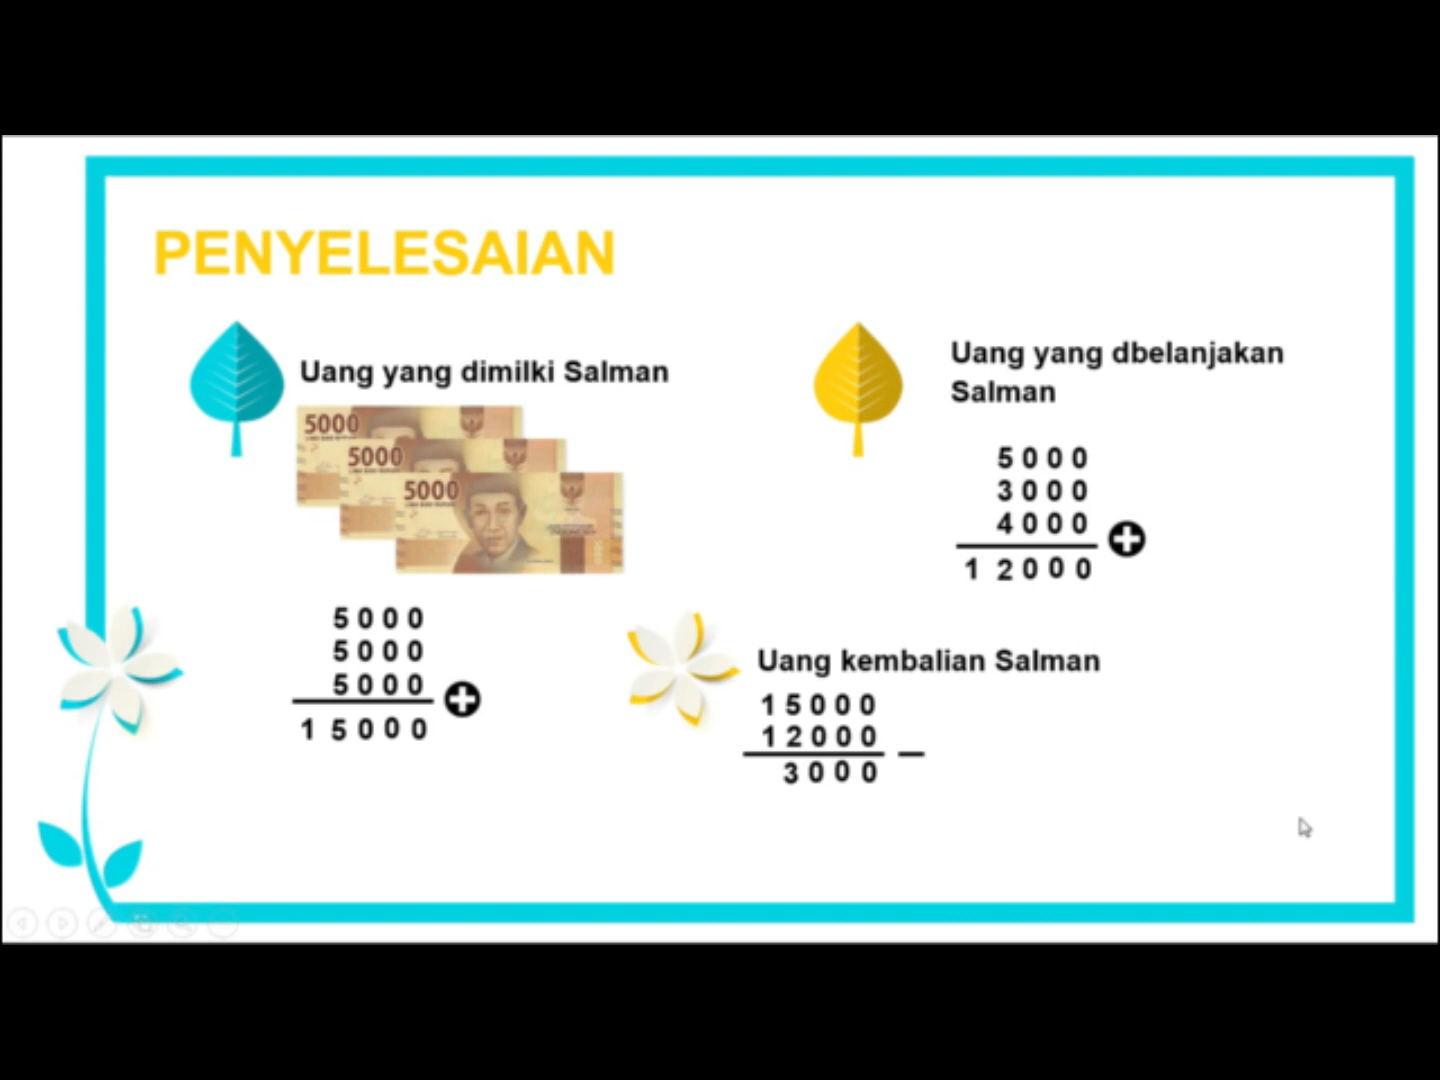 PENYELESAIAN
Uang yang dimilki Salman
5000
5000
5000
5000
5000
5000
15000
Uang yang dbelanjakan
Salman
5000
3000
4000
12000
Uang kembalian Salman
15000
12000
3000